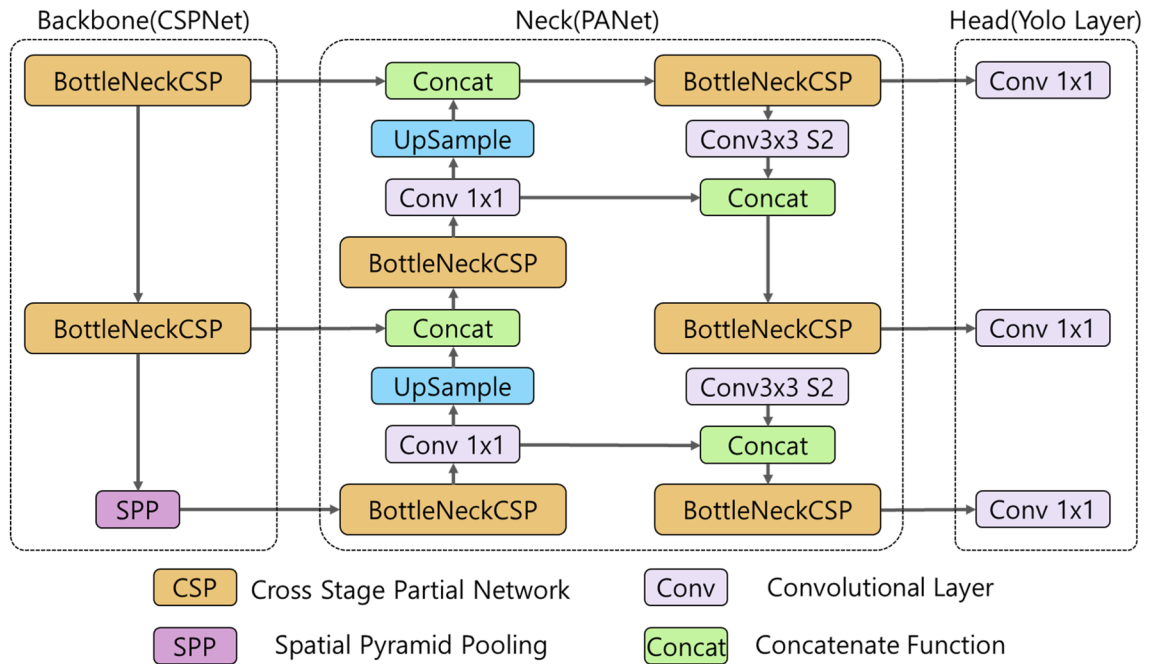 Backbone(CSPNet)
Neck(PANet)
Head(Yolo Layer)
BottleNeckCSP
Concat
BottleNeckCSP
Conv 1x1
UpSample
Conv3x3 S2
Conv 1x1
Concat
BottleNeckCSP
BottleNeckCSP
Concat
BottleNeckCSP
Conv 1x1
UpSample
Conv3x3 S2
Conv 1x1
Concat
SPP
BottleNeckCSP
BottleNeckCSP
Conv 1x1
CSP Cross Stage Partial Network
Conv Convolutional Layer
SPP Spatial Pyramid Pooling
Concat Concatenate Function